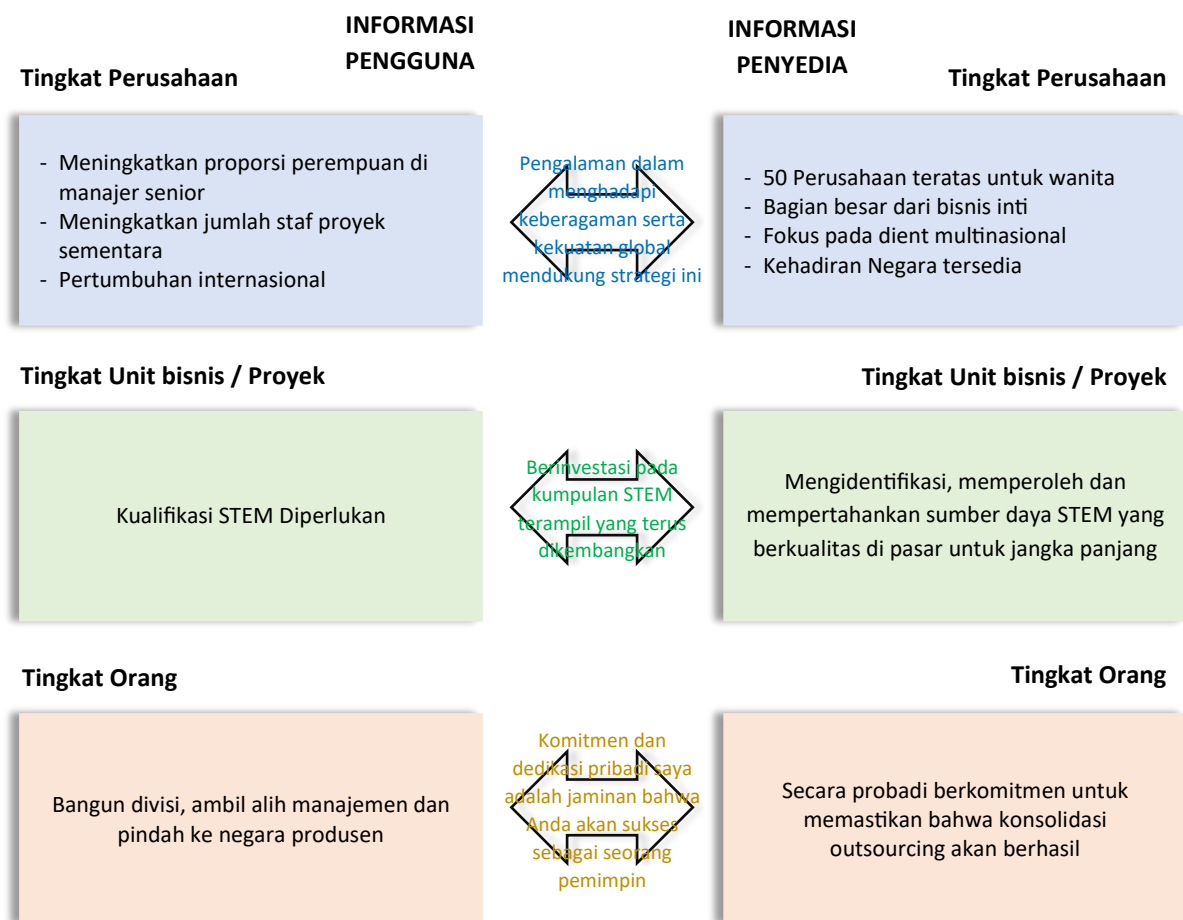 INFORMASI
PENGGUNA
INFORMASI
PENYEDIA
Tingkat Perusahaan
Tingkat Perusahaan
- Meningkatkan proporsi perempuan di
manajer senior
- Meningkatkan jumlah staf proyek
sementara
- Pertumbuhan internasional
Pengalaman dalam
menghadapi
keberagaman serta
kekuatan global
mendukung strategi ini
- 50 Perusahaan teratas untuk wanita
- Bagian besar dari bisnis inti
- Fokus pada dient multinasional
- Kehadiran Negara tersedia
Tingkat Unit bisnis / Proyek
Tingkat Unit bisnis / Proyek
Kualifikasi STEM Diperlukan
Berinvestasi pada
kumpulan STEM
terampil yang terus
dikembangkan
Mengidentifikasi, memperoleh dan
mempertahankan sumber daya STEM yang
berkualitas di pasar untuk jangka panjang
Tingkat Orang
Tingkat Orang
Bangun divisi, ambil alih manajemen dan
pindah ke negara produsen
Komitmen dan
dedikasi pribadi saya
adalah jaminan bahwa
Anda akan sukses
sebagai seorang
pemimpin
Secara probadi berkomitmen untuk
memastikan bahwa konsolidasi
outsourcing akan berhasil